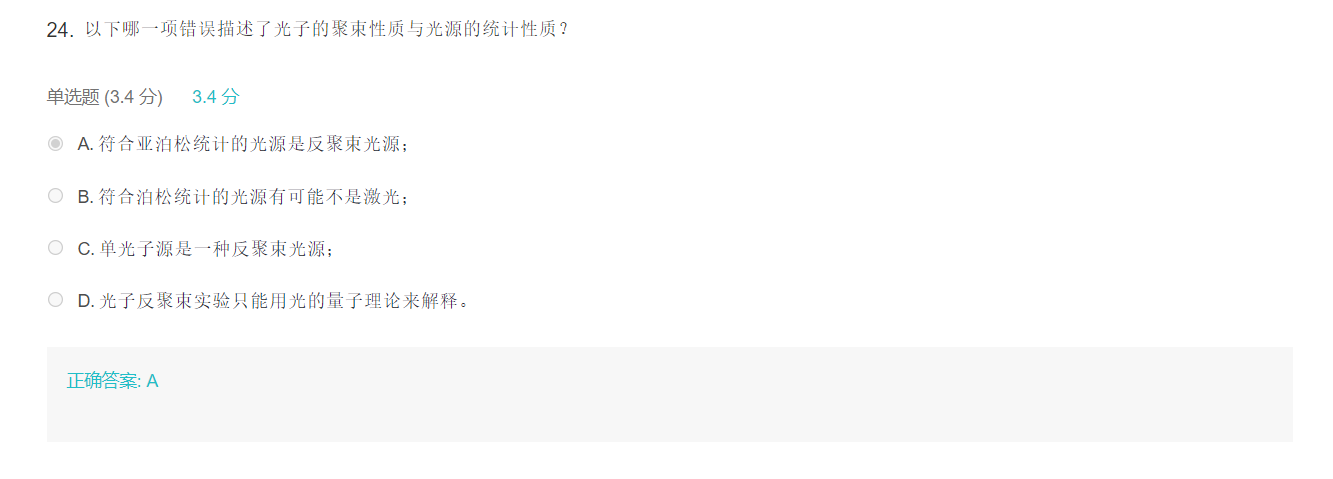 24. 以下哪一项错误描述了光子的聚束性质与光源的统计性质？
单选题 (3.4 分) 3.4 分
A. 符合亚泊松统计的光源是反聚束光源；
B. 符合泊松统计的光源有可能不是激光；
C. 单光子源是一种反聚束光源；
D. 光子反聚束实验只能用光的量子理论来解释。
正确答案: A